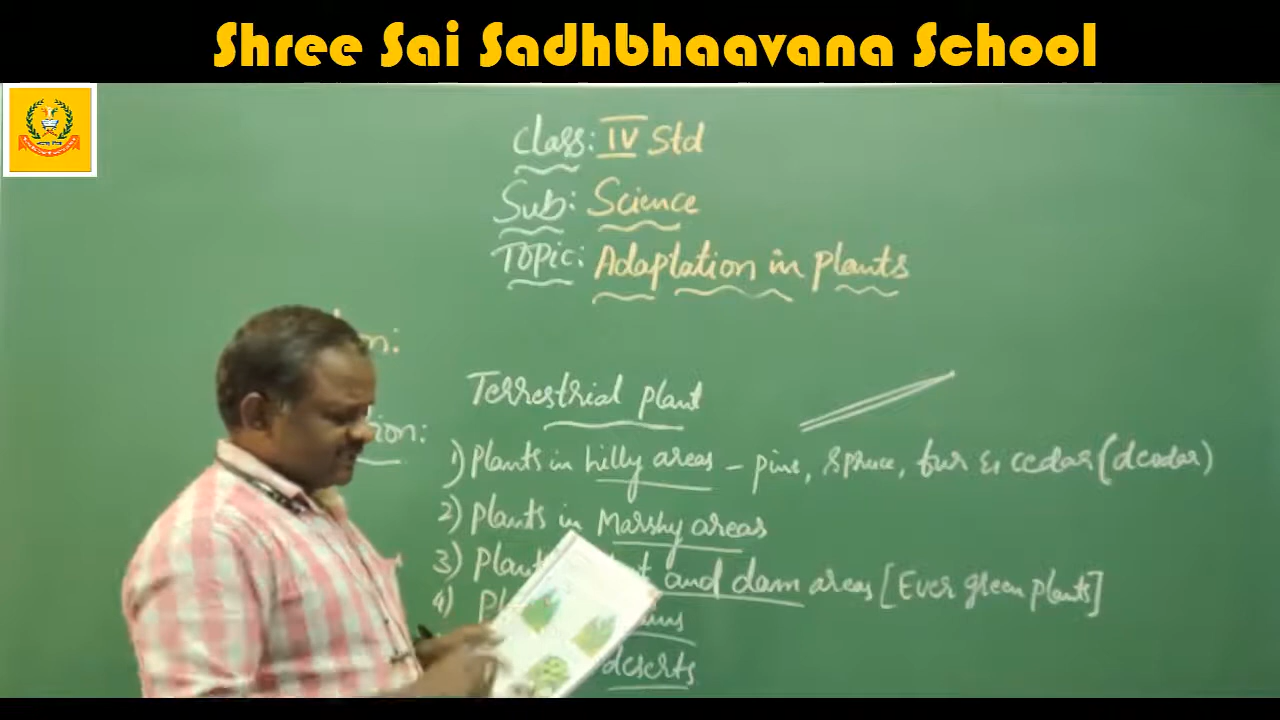 Shree Sai Sadhbhaavana School
Class: IV Std
Sub: Science
Topic: Adaptation in plants
Terrestrial plant
1) Plants in hilly areas - pine, spruce, fur & cedar (deodar)
2) Plants in Marshy areas
3) Plants and dam areas [Ever green plants]
4)
deserts